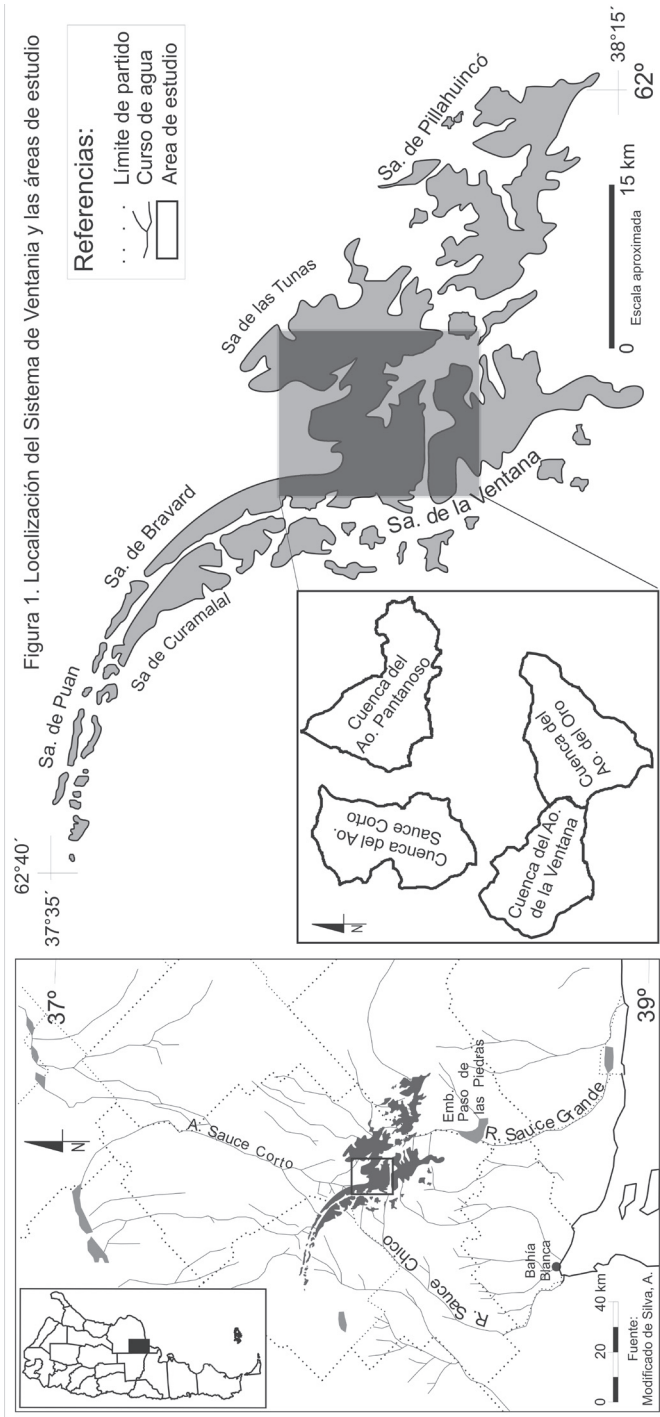 Figura 1. Localización del Sistema de Ventania y las áreas de estudio
N
37º
A. Sauce Corto
R. Sauce Chico
Emb.
Paso de
las Piedras
R. Sauce Grande
Bahía
Blanca
39º
0 20 40 km
Fuente:
Modificado de Silva, A.
62°40´
37°35´
Sa. de Puan
Sa. de Bravard
Sa de Curamalal
Sa de las Tunas
Sa. de la Ventana
Sa. de Pillahuincó
Referencias:
Límite de partido
Curso de agua
Area de estudio
N
Cuenca del Ao.
Sauce Corto
Cuenca del
Ao. Pantanoso
Cuenca del Ao.
de la Ventana
Cuenca del
Ao. del Oro
0 15 km
Escala aproximada
38°15´
62º